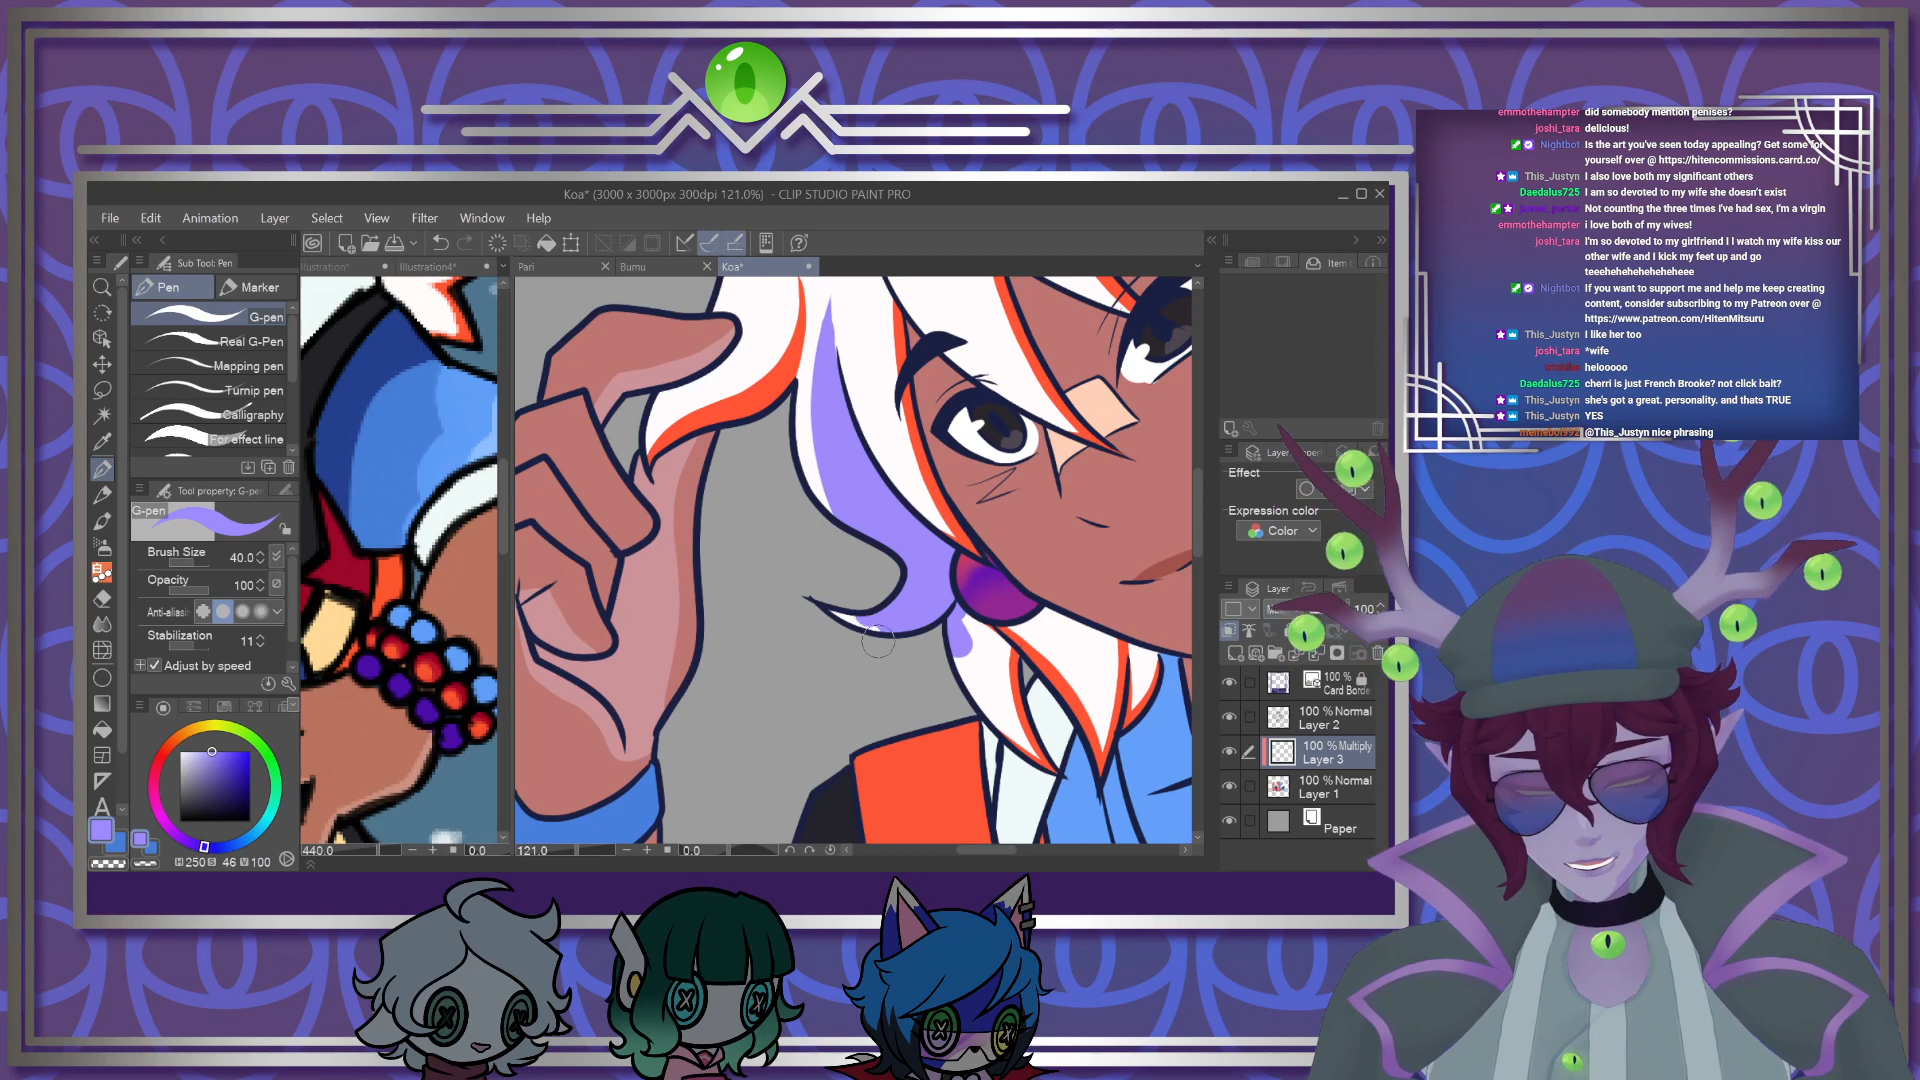 Koa* (3000 x 3000px 300dpi 121.0%) - CLIP STUDIO PAINT PRO
File Edit Animation Layer Select View Filter Window Help
Sub Tool: Pen
Pen Marker
G-pen
Real G-Pen
Mapping pen
Turnip pen
Calligraphy
For effect line
Tool property: G-pen
G-pen
Brush Size 40.0
Opacity 100
Anti-aliasin
Stabilization 11
Adjust by speed
H 250 S 46 V 100
llustration* Illustration4* Pari Bumu Koa*
440.0 0.0 121.0 0.0
Item
Layer
Effect
Expression color
Color
Layer
100
100 %
Card Borde
100 % Normal
Layer 2
100 % Multiply
Layer 3
100 % Normal
Layer 1
Paper
emmothehampter did somebody mention penises?
joshi_tara delicious!
Nightbot Is the art you've seen today appealing? Get some for
yourself over @ https://hitencommissions.carrd.co/
This_Justyn I also love both my significant others
Daedalus725 I am so devoted to my wife she doesn't exist
Not counting the three times I've had sex, I'm a virgin
emmothehampter i love both of my wives!
joshi_tara I'm so devoted to my girlfriend I I watch my wife kiss our
other wife and I kick my feet up and go
teeehehehehehheheee
Nightbot If you want to support me and help me keep creating
content, consider subscribing to my Patreon over @
https://www.patreon.com/HitenMitsuru
This_Justyn I like her too
joshi_tara *wife
helooooo
Daedalus725 cherri is just French Brooke? not click bait?
This_Justyn she's got a great. personality. and thats TRUE
This_Justyn YES
memeboi992 @This_Justyn nice phrasing